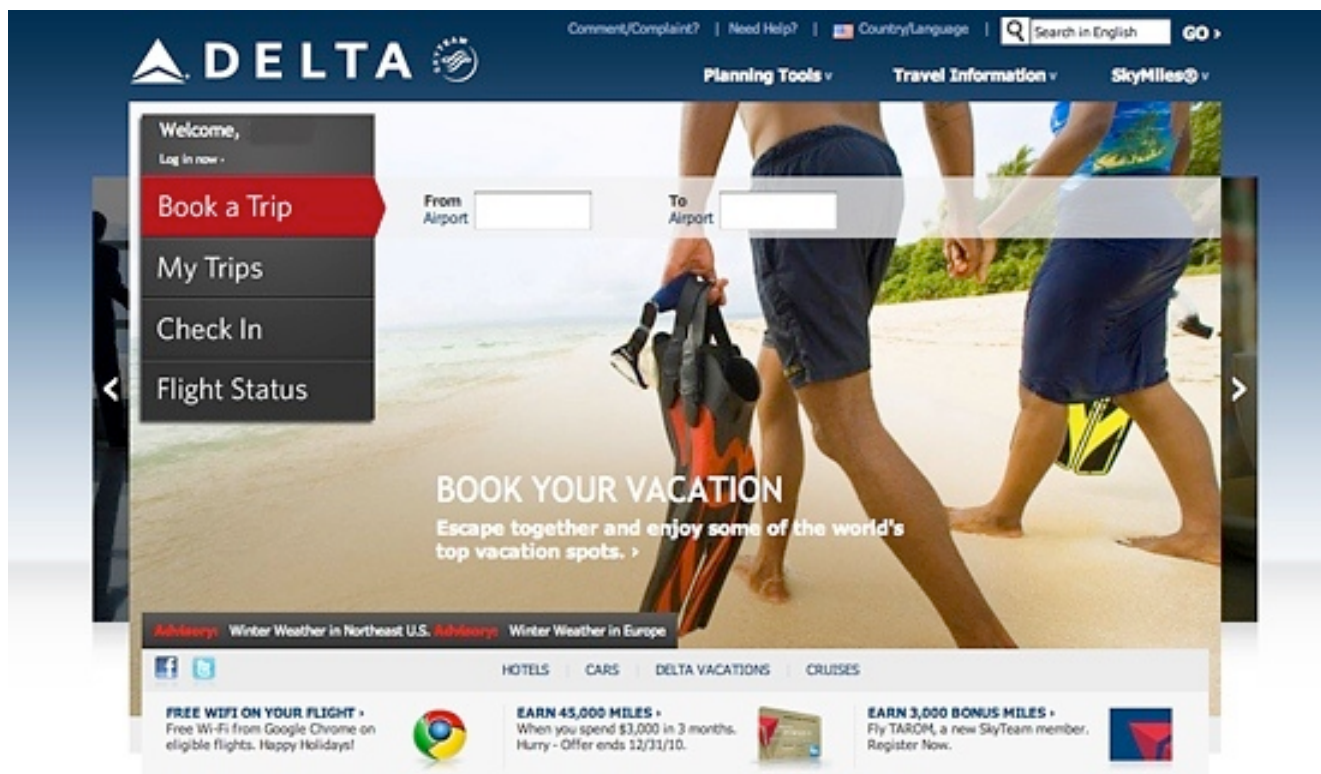 Comment/Complaint? | Need Help? | Country/Language | Search in English GO ›
DELTA SKYTEAM
Planning Tools Travel Information SkyMiles®
Welcome,
Log in now -
Book a Trip
From
Airport
To
Airport
My Trips
Check In
Flight Status
BOOK YOUR VACATION
Escape together and enjoy some of the world's
top vacation spots. ›
Advisory: Winter Weather in Northeast U.S. Advisory: Winter Weather in Europe
HOTELS | CARS | DELTA VACATIONS | CRUISES
FREE WIFI ON YOUR FLIGHT ›
Free Wi-Fi from Google Chrome on
eligible flights. Happy Holidays!
EARN 45,000 MILES ›
When you spend $3,000 in 3 months.
Hurry - Offer ends 12/31/10.
EARN 3,000 BONUS MILES ›
Fly TAROM, a new SkyTeam member.
Register Now.